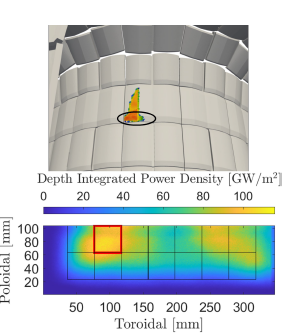 Depth Integrated Power Density [GW/m²]
0 20 40 60 80 100
Poloidal [mm]
100
80
60
40
20
50 100 150 200 250 300
Toroidal [mm]